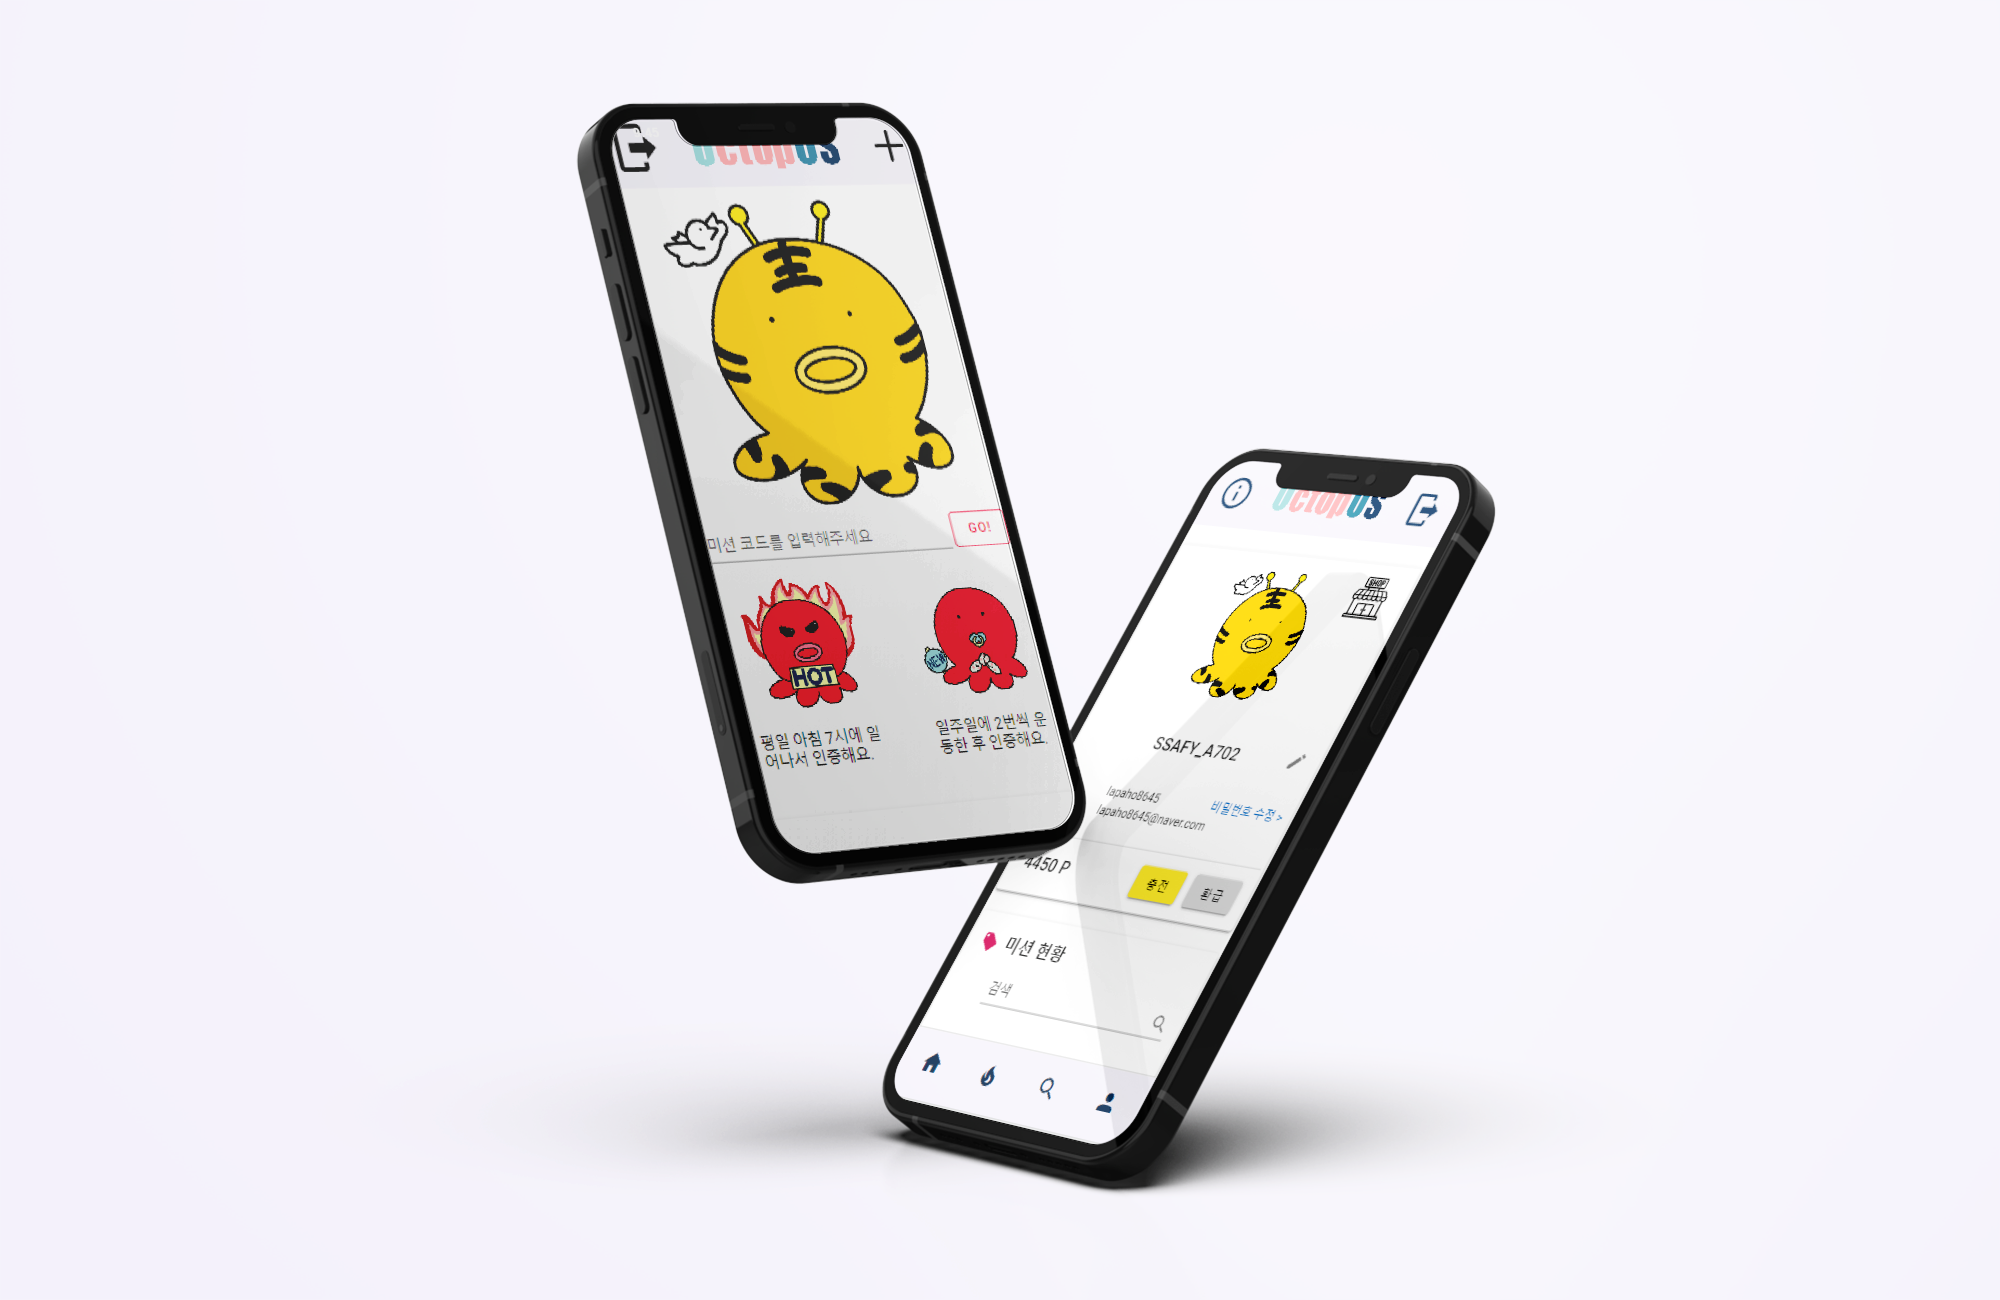 OctopUS
미션 코드를 입력해주세요
GO!
HOT
NEW
평일 아침 7시에 일
어나서 인증해요.
일주일에 2번씩 운
동한 후 인증해요.
OctopUS
SHOP
SSAFY_A702
lapaho8645
lapaho8645@naver.com
비밀번호 수정 >
4450 P
충전
환급
미션 현황
검색